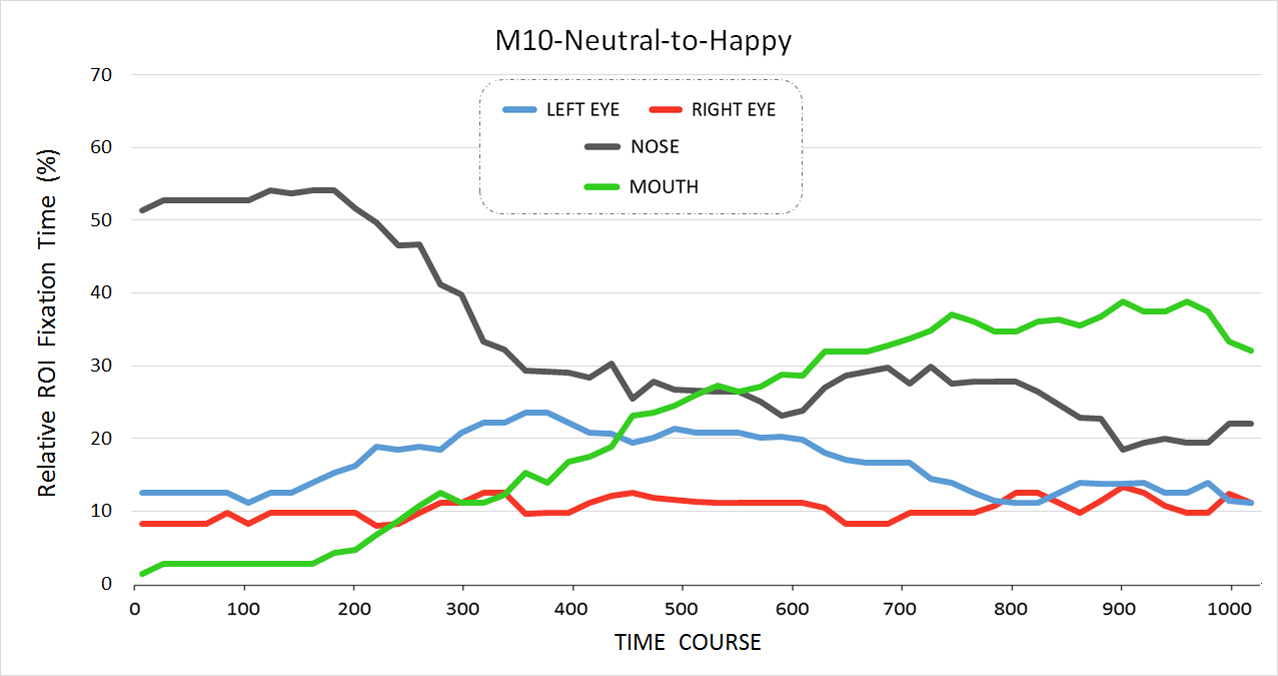 M10-Neutral-to-Happy
70
LEFT EYE RIGHT EYE
60
NOSE
MOUTH
50
40
30
20
10
0
Relative ROI Fixation Time (%)
0 100 200 300 400 500 600 700 800 900 1000
TIME COURSE